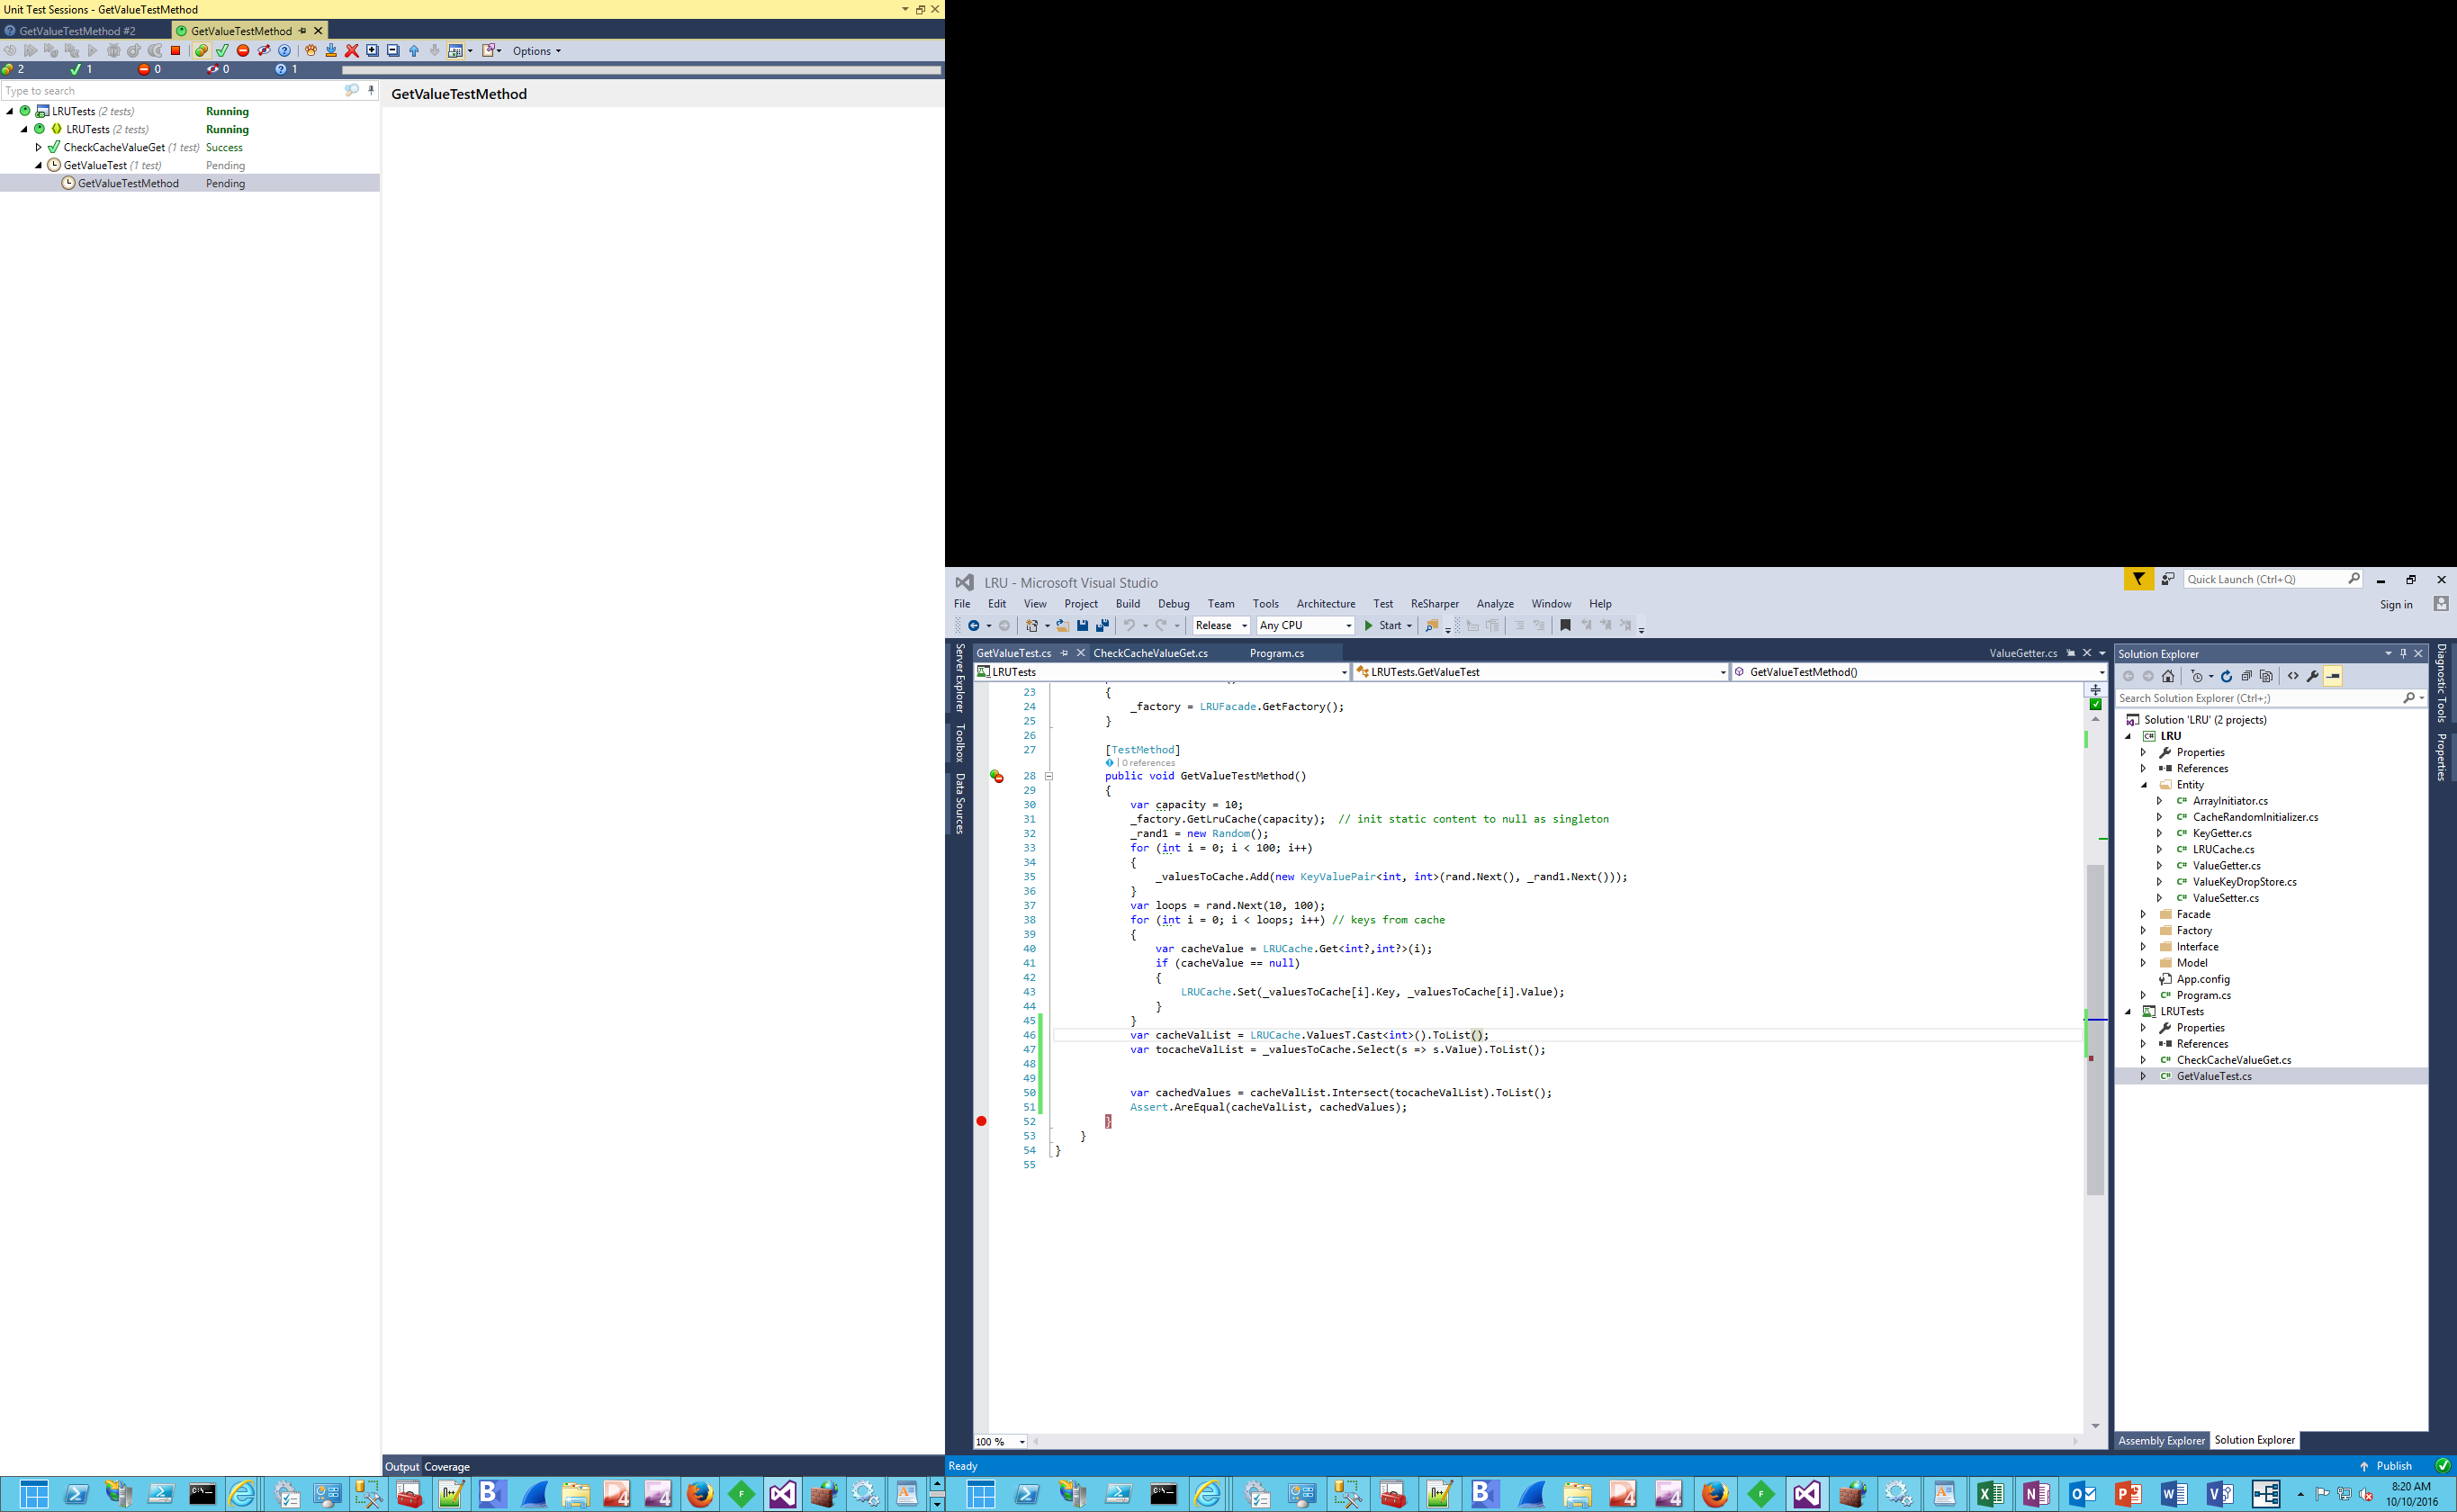 Unit Test Sessions - GetValueTestMethod
GetValueTestMethod #2
GetValueTestMethod
Options
2 1 0 0 1
Type to search
GetValueTestMethod
LRUTests (2 tests) Running
LRUTests (2 tests) Running
CheckCacheValueGet (1 test) Success
GetValueTest (1 test) Pending
GetValueTestMethod Pending
Output Coverage
LRU - Microsoft Visual Studio
Quick Launch (Ctrl+Q)
File Edit View Project Build Debug Team Tools Architecture Test ReSharper Analyze Window Help
Sign in
Release Any CPU Start
Server Explorer
Toolbox
Data Sources
GetValueTest.cs CheckCacheValueGet.cs Program.cs ValueGetter.cs
LRUTests LRUTests.GetValueTest GetValueTestMethod()
23 {
24 _factory = LRUFacade.GetFactory();
25 }
26
27 [TestMethod]
0 references
28 public void GetValueTestMethod()
29 {
30 var capacity = 10;
31 _factory.GetLruCache(capacity); // init static content to null as singleton
32 _rand1 = new Random();
33 for (int i = 0; i < 100; i++)
34 {
35 _valuesToCache.Add(new KeyValuePair<int, int>(rand.Next(), _rand1.Next()));
36 }
37 var loops = rand.Next(10, 100);
38 for (int i = 0; i < loops; i++) // keys from cache
39 {
40 var cacheValue = LRUCache.Get<int?,int?>(i);
41 if (cacheValue == null)
42 {
43 LRUCache.Set(_valuesToCache[i].Key, _valuesToCache[i].Value);
44 }
45 }
46 var cacheValList = LRUCache.ValuesT.Cast<int>().ToList();
47 var tocacheValList = _valuesToCache.Select(s => s.Value).ToList();
48
49
50 var cachedValues = cacheValList.Intersect(tocacheValList).ToList();
51 Assert.AreEqual(cacheValList, cachedValues);
52 }
53 }
54 }
55
100 %
Solution Explorer
Search Solution Explorer (Ctrl+;)
Solution 'LRU' (2 projects)
LRU
Properties
References
Entity
C# ArrayInitiator.cs
C# CacheRandomInitializer.cs
C# KeyGetter.cs
C# LRUCache.cs
C# ValueGetter.cs
C# ValueKeyDropStore.cs
C# ValueSetter.cs
Facade
Factory
Interface
Model
App.config
C# Program.cs
LRUTests
Properties
References
C# CheckCacheValueGet.cs
C# GetValueTest.cs
Assembly Explorer Solution Explorer
Diagnostic Tools
Properties
Ready
Publish
8:20 AM
10/10/2016